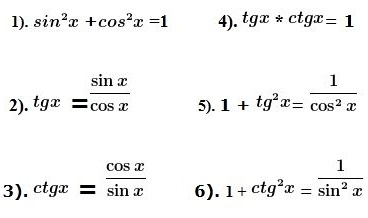 1). sin²x + cos²x = 1
4). tgx * ctgx = 1
2). tgx = sin x / cos x
5). 1 + tg²x = 1 / cos² x
3). ctgx = cos x / sin x
6). 1 + ctg²x = 1 / sin² x